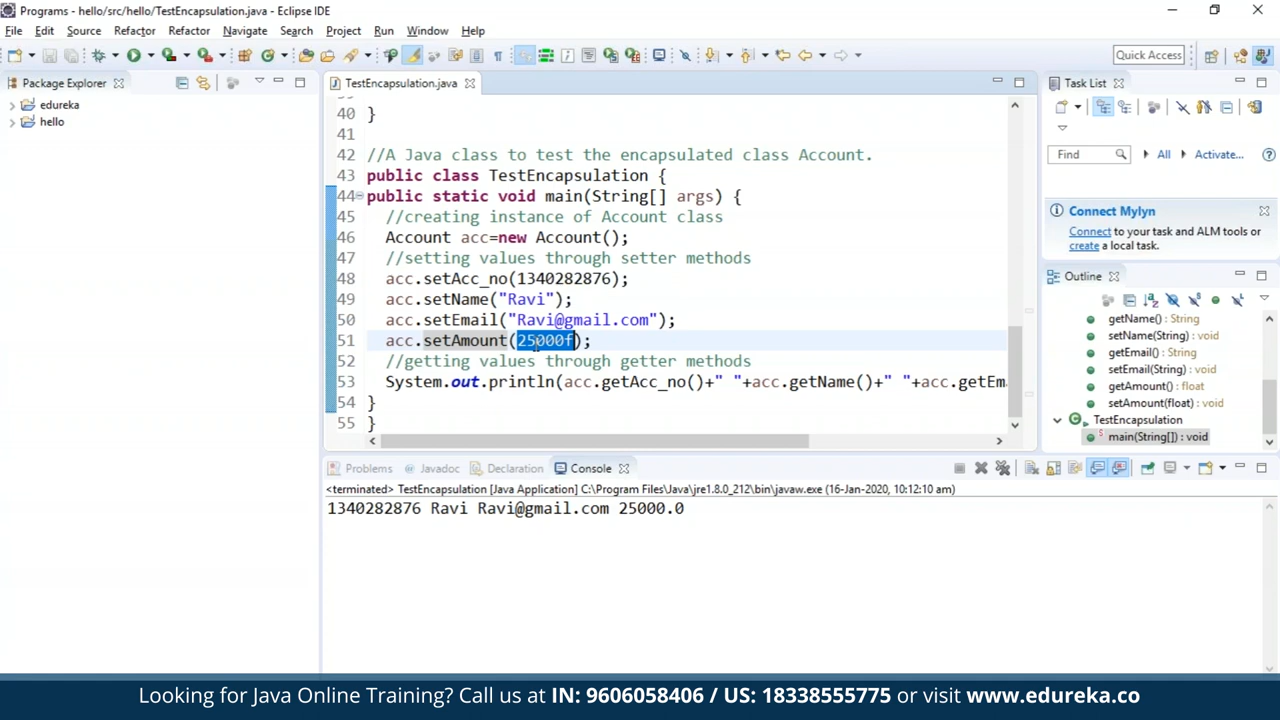 Programs - hello/src/hello/TestEncapsulation.java - Eclipse IDE
File Edit Source Refactor Refactor Navigate Search Project Run Window Help
Quick Access
Package Explorer
edureka
hello
TestEncapsulation.java
40 }
41
42 //A Java class to test the encapsulated class Account.
43 public class TestEncapsulation {
44 public static void main(String[] args) {
45 //creating instance of Account class
46 Account acc=new Account();
47 //setting values through setter methods
48 acc.setAcc_no(1340282876);
49 acc.setName("Ravi");
50 acc.setEmail("Ravi@gmail.com");
51 acc.setAmount(25000f);
52 //getting values through getter methods
53 System.out.println(acc.getAcc_no()+" "+acc.getName()+" "+acc.getEm
54 }
55 }
Task List
Find All Activate...
Connect Mylyn
Connect to your task and ALM tools or
create a local task.
Outline
getName() : String
setName(String) : void
getEmail() : String
setEmail(String) : void
getAmount() : float
setAmount(float) : void
TestEncapsulation
main(String[]) : void
Problems Javadoc Declaration Console
<terminated> TestEncapsulation [Java Application] C:\Program Files\Java\jre1.8.0_212\bin\javaw.exe (16-Jan-2020, 10:12:10 am)
1340282876 Ravi Ravi@gmail.com 25000.0
Looking for Java Online Training? Call us at IN: 9606058406 / US: 18338555775 or visit www.edureka.co